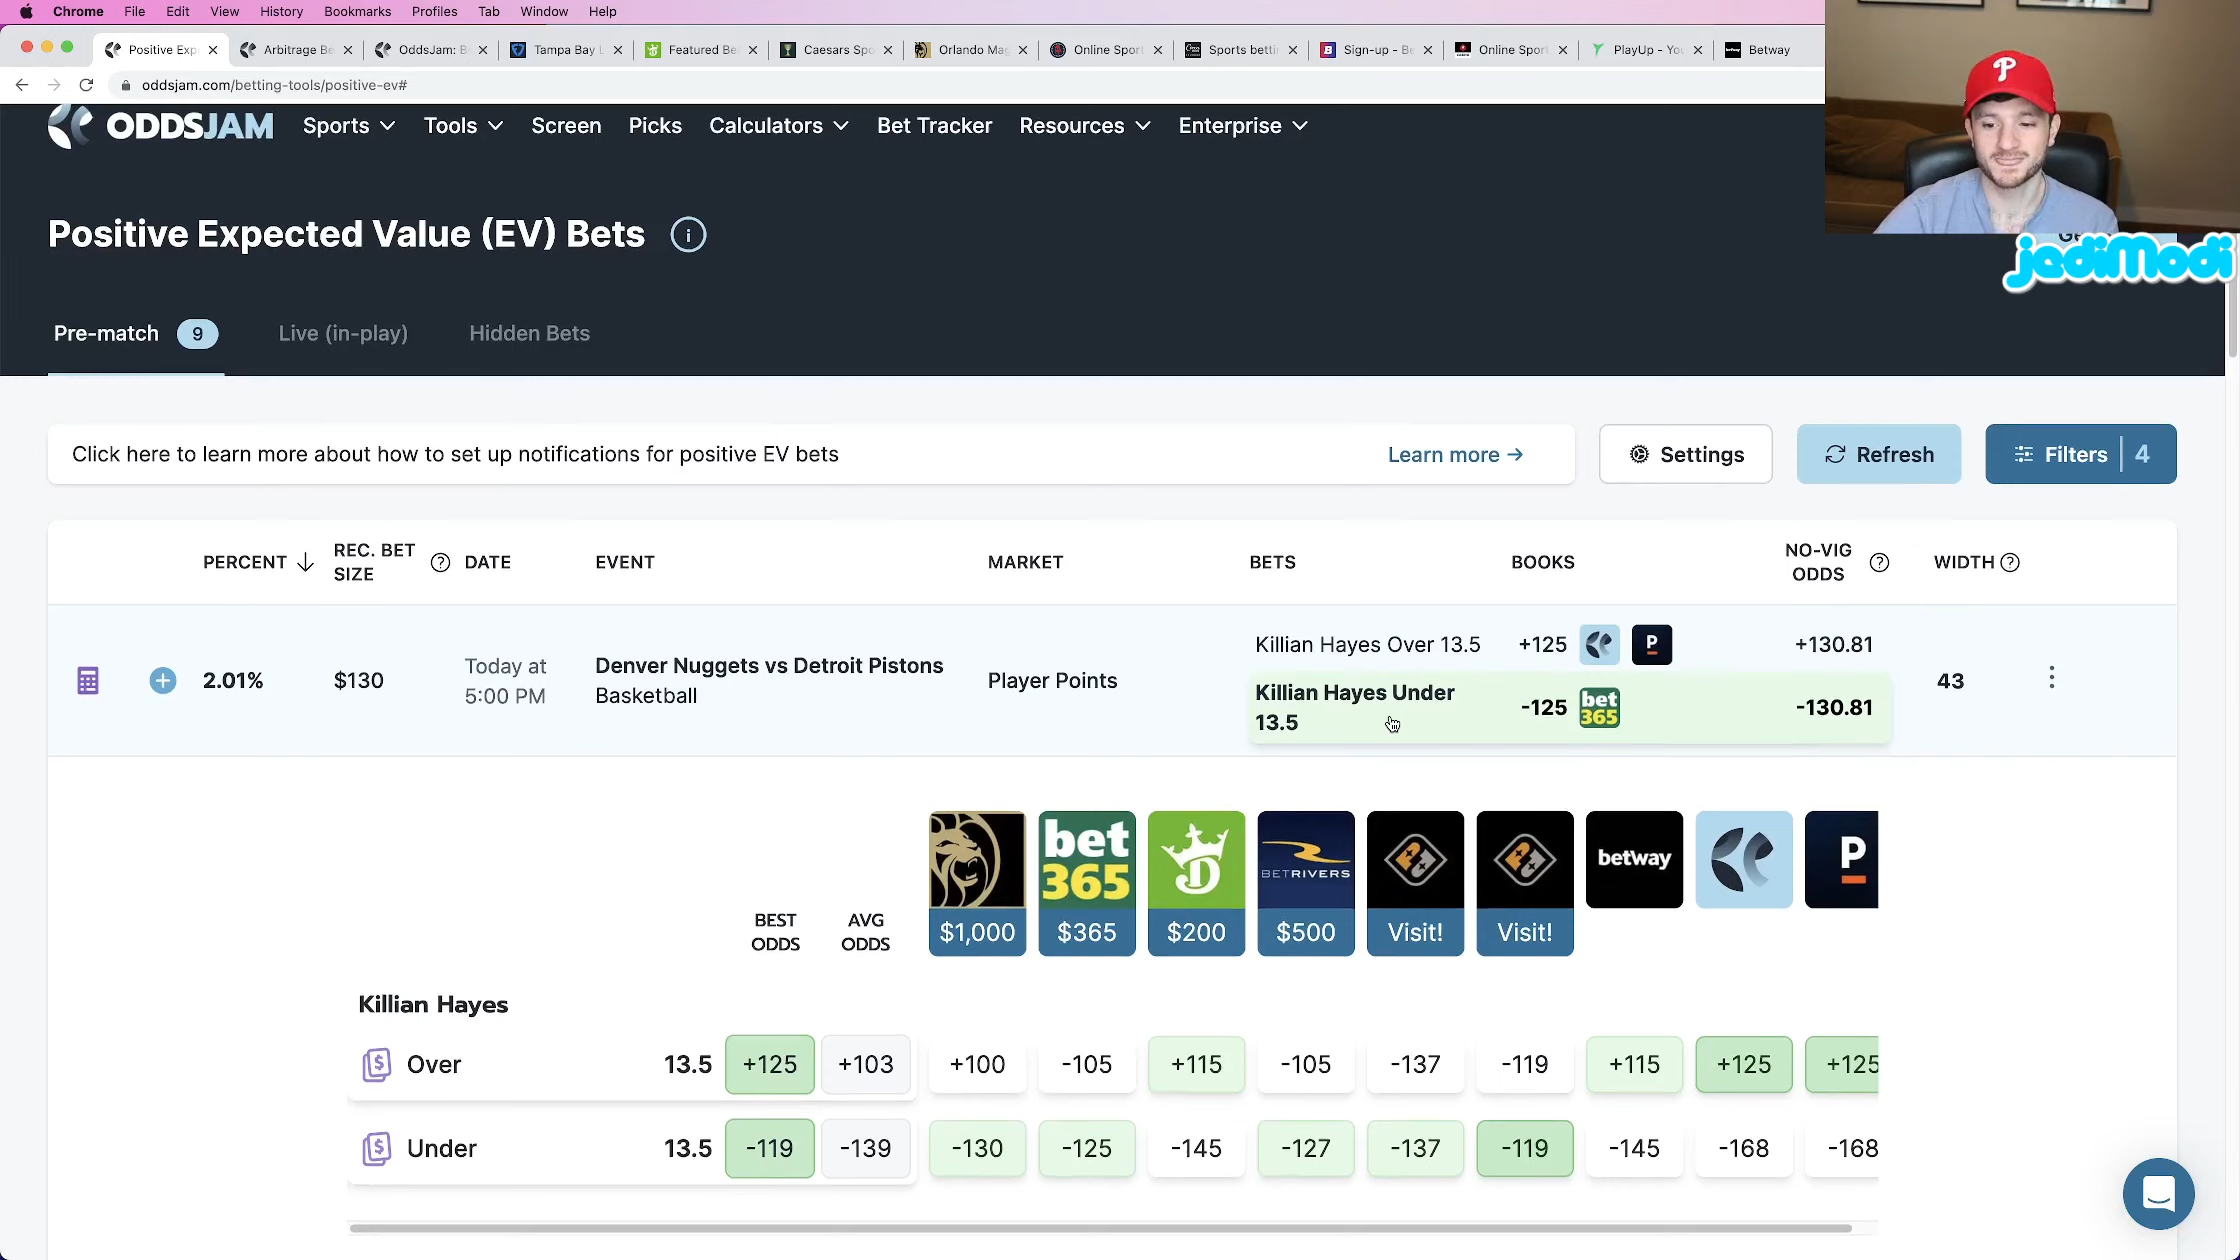 Chrome File Edit View History Bookmarks Profiles Tab Window Help
Positive Exp Arbitrage Be OddsJam: B Tampa Bay L Featured Be Caesars Spo Orlando Mag Online Sport Sports betti Sign-up - Be Online Sport PlayUp - You Betway
oddsjam.com/betting-tools/positive-ev#
P
ODDSJAM Sports Tools Screen Picks Calculators Bet Tracker Resources Enterprise
Positive Expected Value (EV) Bets i
jediModi
Pre-match 9 Live (in-play) Hidden Bets
Click here to learn more about how to set up notifications for positive EV bets Learn more → Settings Refresh Filters 4
PERCENT ↓ REC. BET SIZE ? DATE EVENT MARKET BETS BOOKS NO-VIG ODDS ? WIDTH ?
Killian Hayes Over 13.5 +125 P +130.81
2.01% $130 Today at 5:00 PM Denver Nuggets vs Detroit Pistons Basketball Player Points 43
Killian Hayes Under 13.5 -125 bet365 -130.81
bet365 BETRIVERS betway P
BEST ODDS AVG ODDS $1,000 $365 $200 $500 Visit! Visit!
Killian Hayes
Over 13.5 +125 +103 +100 -105 +115 -105 -137 -119 +115 +125 +125
Under 13.5 -119 -139 -130 -125 -145 -127 -137 -119 -145 -168 -168